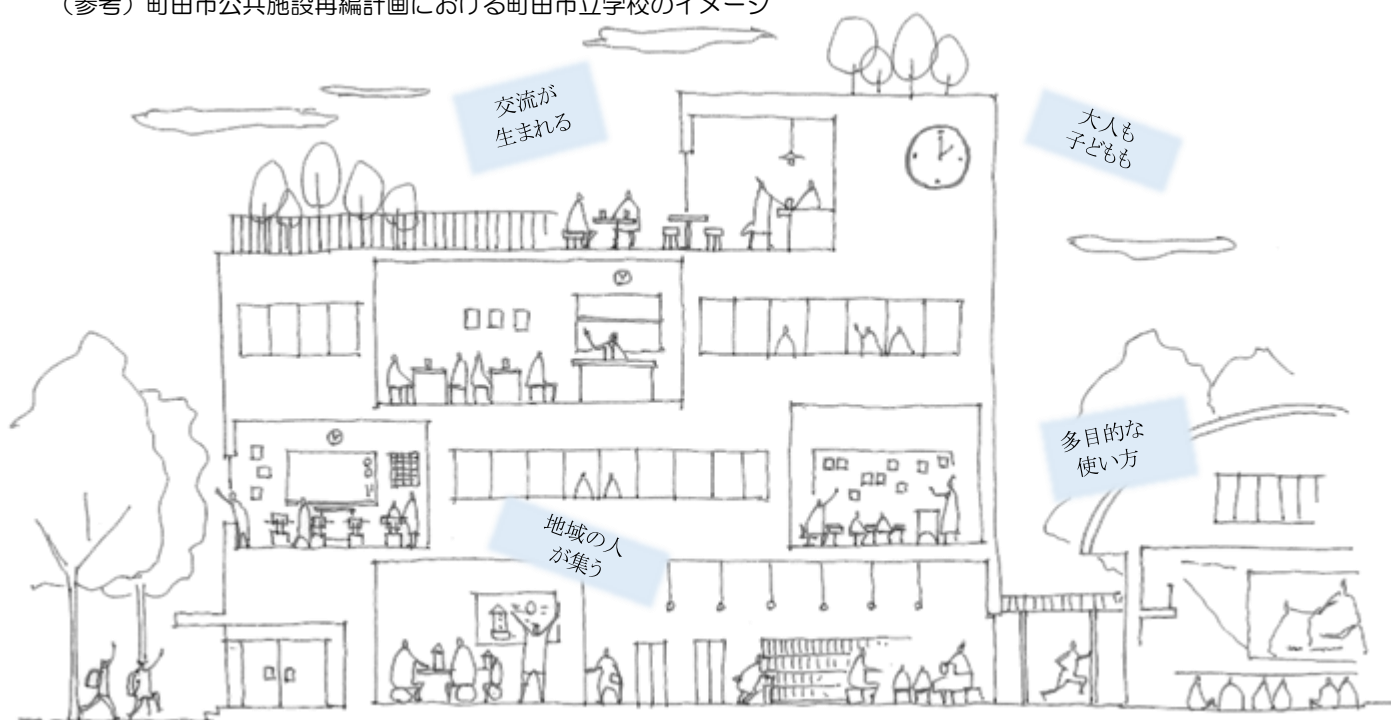 （参考）町田市公共施設再編計画における町田市立学校のイメージ
交流が
生まれる
大人も
子どもも
多目的な
使い方
地域の人
が集う